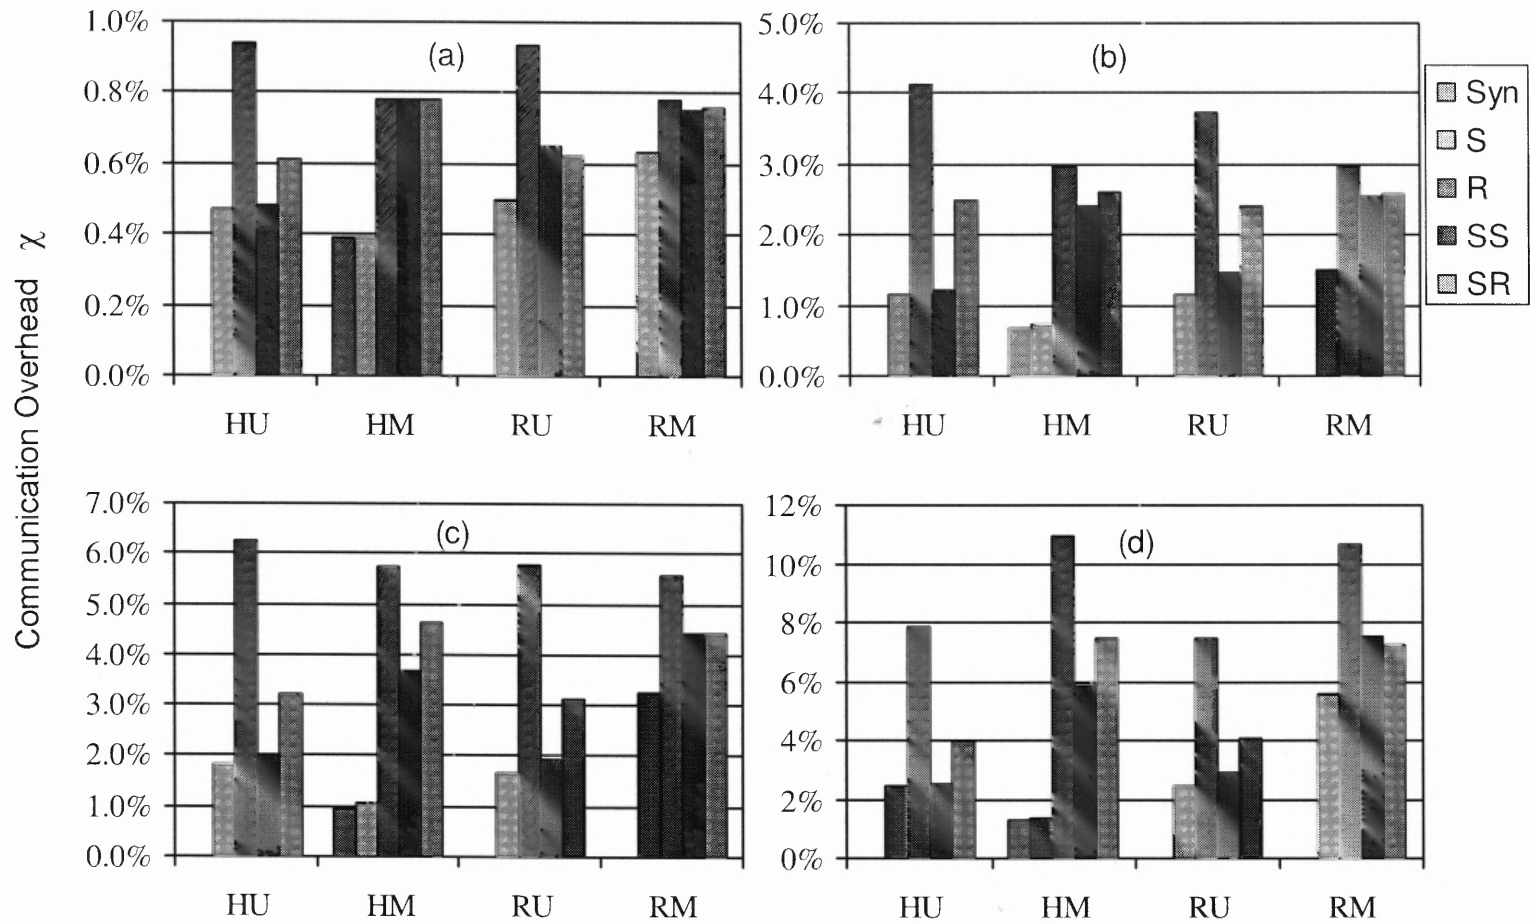 Communication Overhead χ
(a)
1.0%
0.8%
0.6%
0.4%
0.2%
0.0%
HU HM RU RM
(b)
5.0%
4.0%
3.0%
2.0%
1.0%
0.0%
HU HM RU RM
Syn
S
R
SS
SR
(c)
7.0%
6.0%
5.0%
4.0%
3.0%
2.0%
1.0%
0.0%
HU HM RU RM
(d)
12%
10%
8%
6%
4%
2%
0%
HU HM RU RM